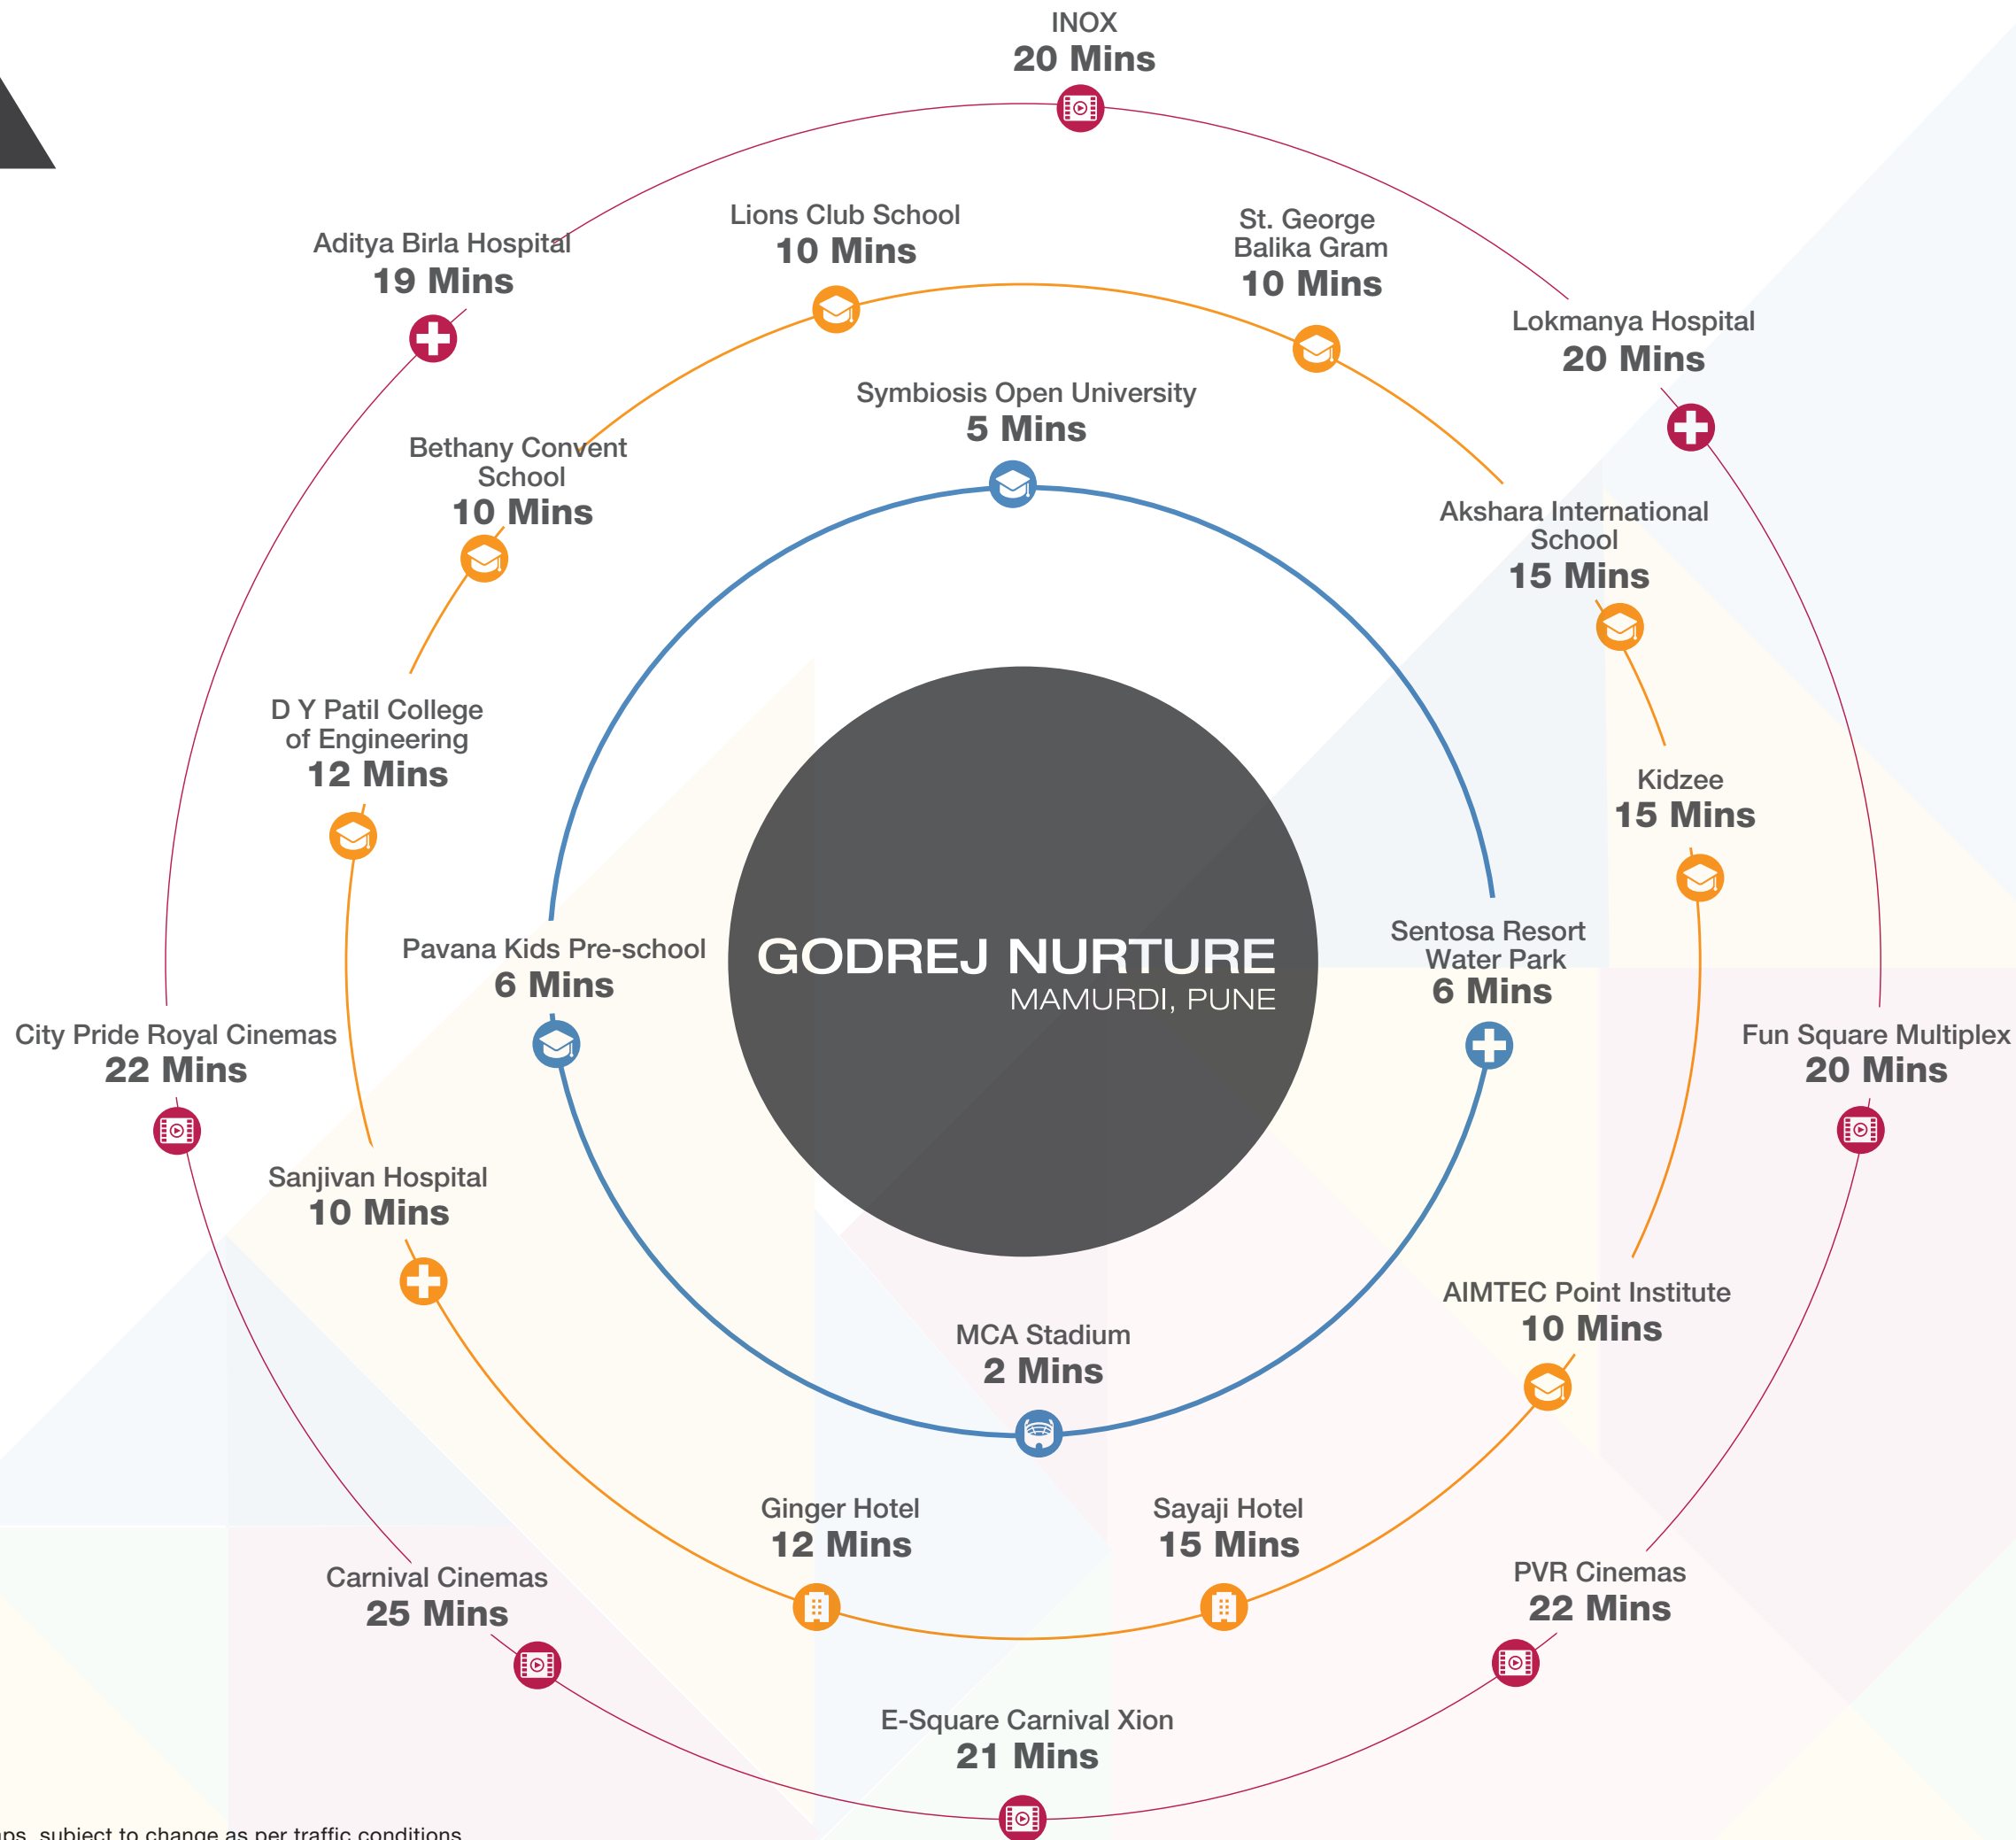 INOX
20 Mins
Aditya Birla Hospital
19 Mins
Lions Club School
10 Mins
St. George
Balika Gram
10 Mins
Lokmanya Hospital
20 Mins
Symbiosis Open University
5 Mins
Bethany Convent
School
10 Mins
Akshara International
School
15 Mins
D Y Patil College
of Engineering
12 Mins
Kidzee
15 Mins
Pavana Kids Pre-school
6 Mins
GODREJ NURTURE
MAMURDI, PUNE
Sentosa Resort
Water Park
6 Mins
City Pride Royal Cinemas
22 Mins
Fun Square Multiplex
20 Mins
Sanjivan Hospital
10 Mins
AIMTEC Point Institute
10 Mins
MCA Stadium
2 Mins
Ginger Hotel
12 Mins
Sayaji Hotel
15 Mins
Carnival Cinemas
25 Mins
PVR Cinemas
22 Mins
E-Square Carnival Xion
21 Mins
subject to change as per traffic conditions